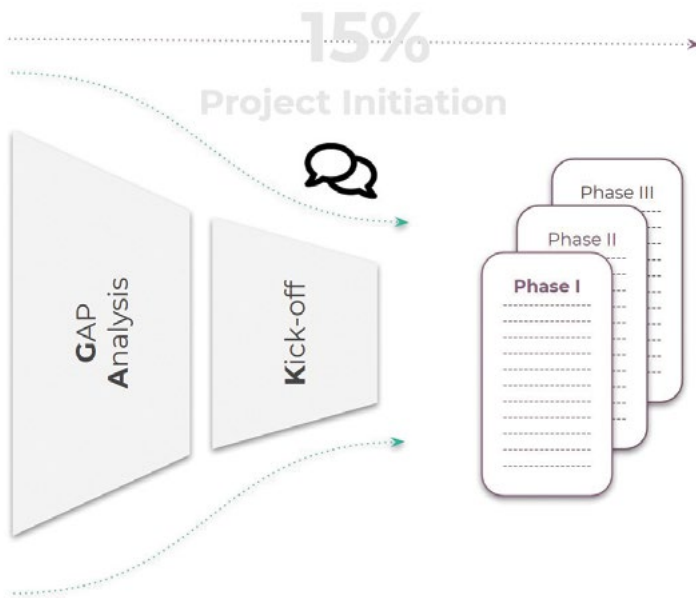 15%
Project Initiation
GAP
Analysis
Kick-off
Phase III
Phase II
Phase I